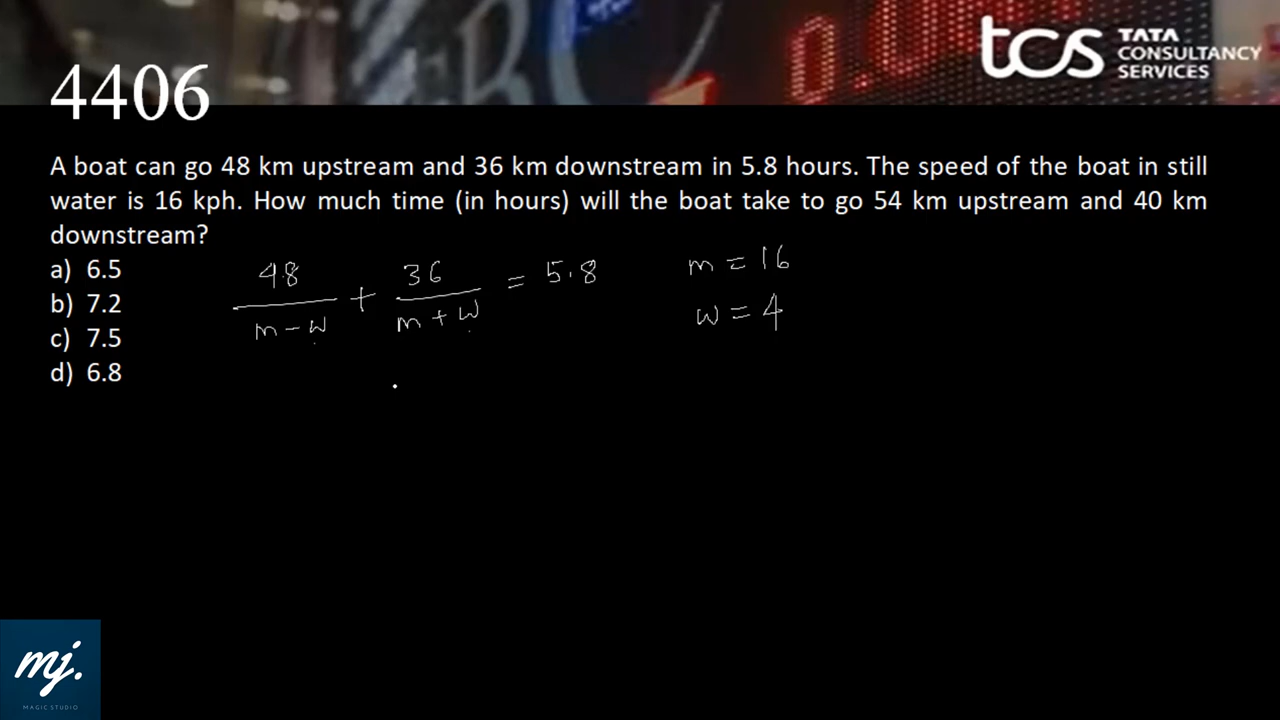 tcs TATA
CONSULTANCY
SERVICES
4406
A boat can go 48 km upstream and 36 km downstream in 5.8 hours. The speed of the boat in still
water is 16 kph. How much time (in hours) will the boat take to go 54 km upstream and 40 km
downstream?
a) 6.5
b) 7.2
c) 7.5
d) 6.8
48/(m-w) + 36/(m+w) = 5.8
m = 16
w = 4
mj.
MAGIC STUDIO